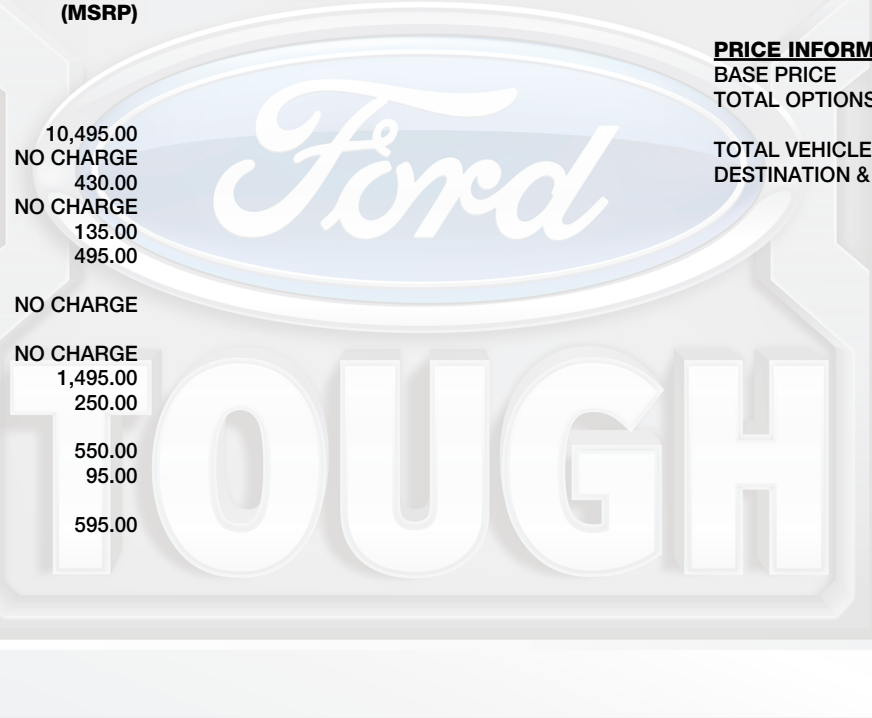 (MSRP)
10,495.00
NO CHARGE
430.00
NO CHARGE
135.00
495.00
NO CHARGE
NO CHARGE
1,495.00
250.00
550.00
95.00
595.00
PRICE INFORM
BASE PRICE
TOTAL OPTIONS
TOTAL VEHICLE
DESTINATION &
Ford
TOUGH